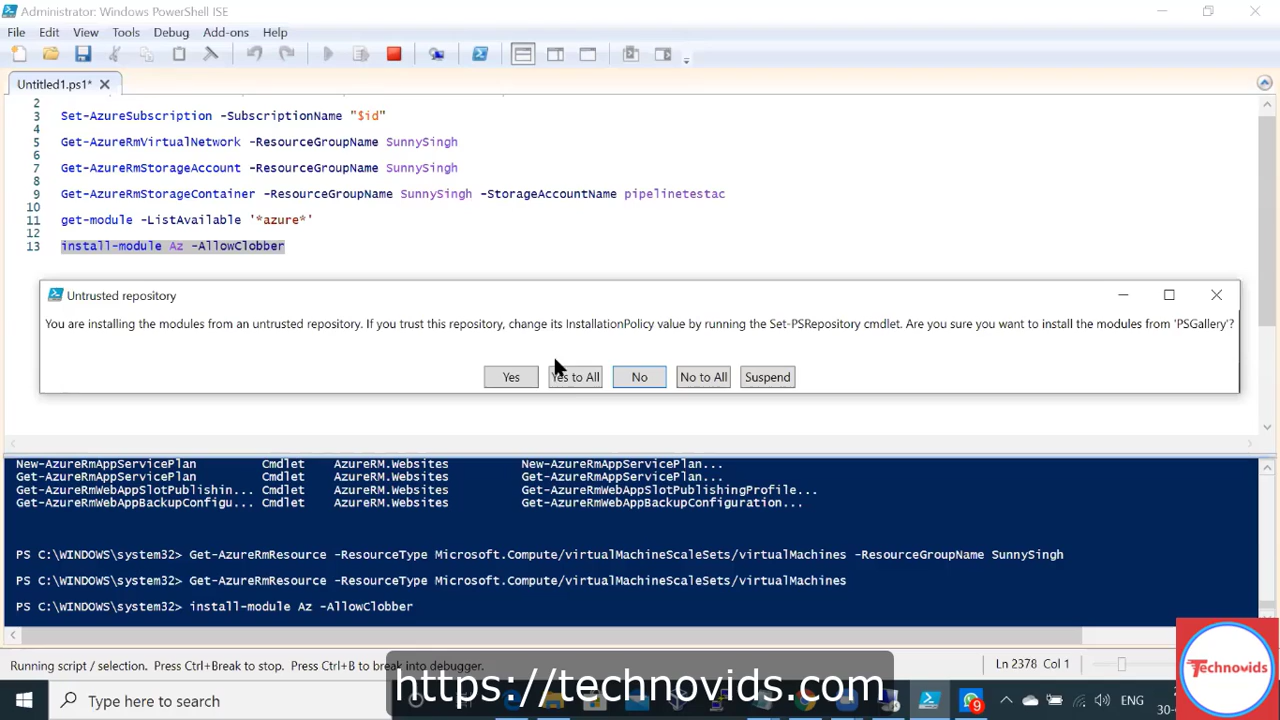 Administrator: Windows PowerShell ISE
File Edit View Tools Debug Add-ons Help
Untitled1.ps1*
2
3 Set-AzureSubscription -SubscriptionName "$id"
4
5 Get-AzureRmVirtualNetwork -ResourceGroupName SunnySingh
6
7 Get-AzureRmStorageAccount -ResourceGroupName SunnySingh
8
9 Get-AzureRmStorageContainer -ResourceGroupName SunnySingh -StorageAccountName pipelinetestac
10
11 get-module -ListAvailable '*azure*'
12
13 install-module Az -AllowClobber
Untrusted repository
You are installing the modules from an untrusted repository. If you trust this repository, change its InstallationPolicy value by running the Set-PSRepository cmdlet. Are you sure you want to install the modules from 'PSGallery'?
Yes Yes to All No No to All Suspend
New-AzureRmAppServicePlan Cmdlet AzureRM.Websites New-AzureRmAppServicePlan...
Get-AzureRmAppServicePlan Cmdlet AzureRM.Websites Get-AzureRmAppServicePlan...
Get-AzureRmWebAppSlotPublishin... Cmdlet AzureRM.Websites Get-AzureRmWebAppSlotPublishingProfile...
Get-AzureRmWebAppBackupConfigu... Cmdlet AzureRM.Websites Get-AzureRmWebAppBackupConfiguration...
PS C:\WINDOWS\system32> Get-AzureRmResource -ResourceType Microsoft.Compute/virtualMachineScaleSets/virtualMachines -ResourceGroupName SunnySingh
PS C:\WINDOWS\system32> Get-AzureRmResource -ResourceType Microsoft.Compute/virtualMachineScaleSets/virtualMachines
PS C:\WINDOWS\system32> install-module Az -AllowClobber
Running script / selection. Press Ctrl+Break to stop. Press Ctrl+B to break into debugger.
Ln 2378 Col 1
Technovids
https://technovids.com
Type here to search
9
ENG